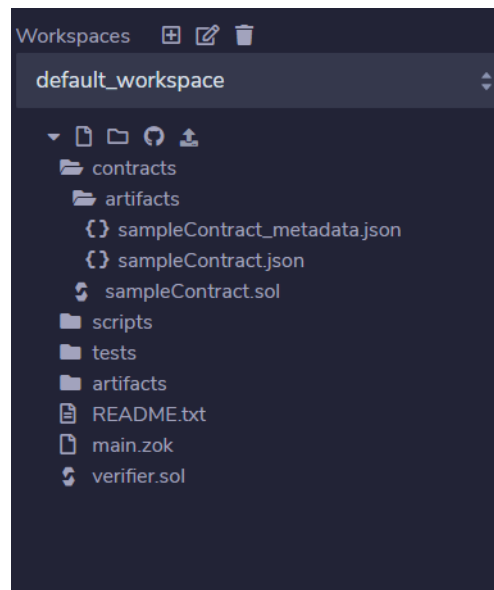 Workspaces
default_workspace
contracts
artifacts
{} sampleContract_metadata.json
{} sampleContract.json
sampleContract.sol
scripts
tests
artifacts
README.txt
main.zok
verifier.sol